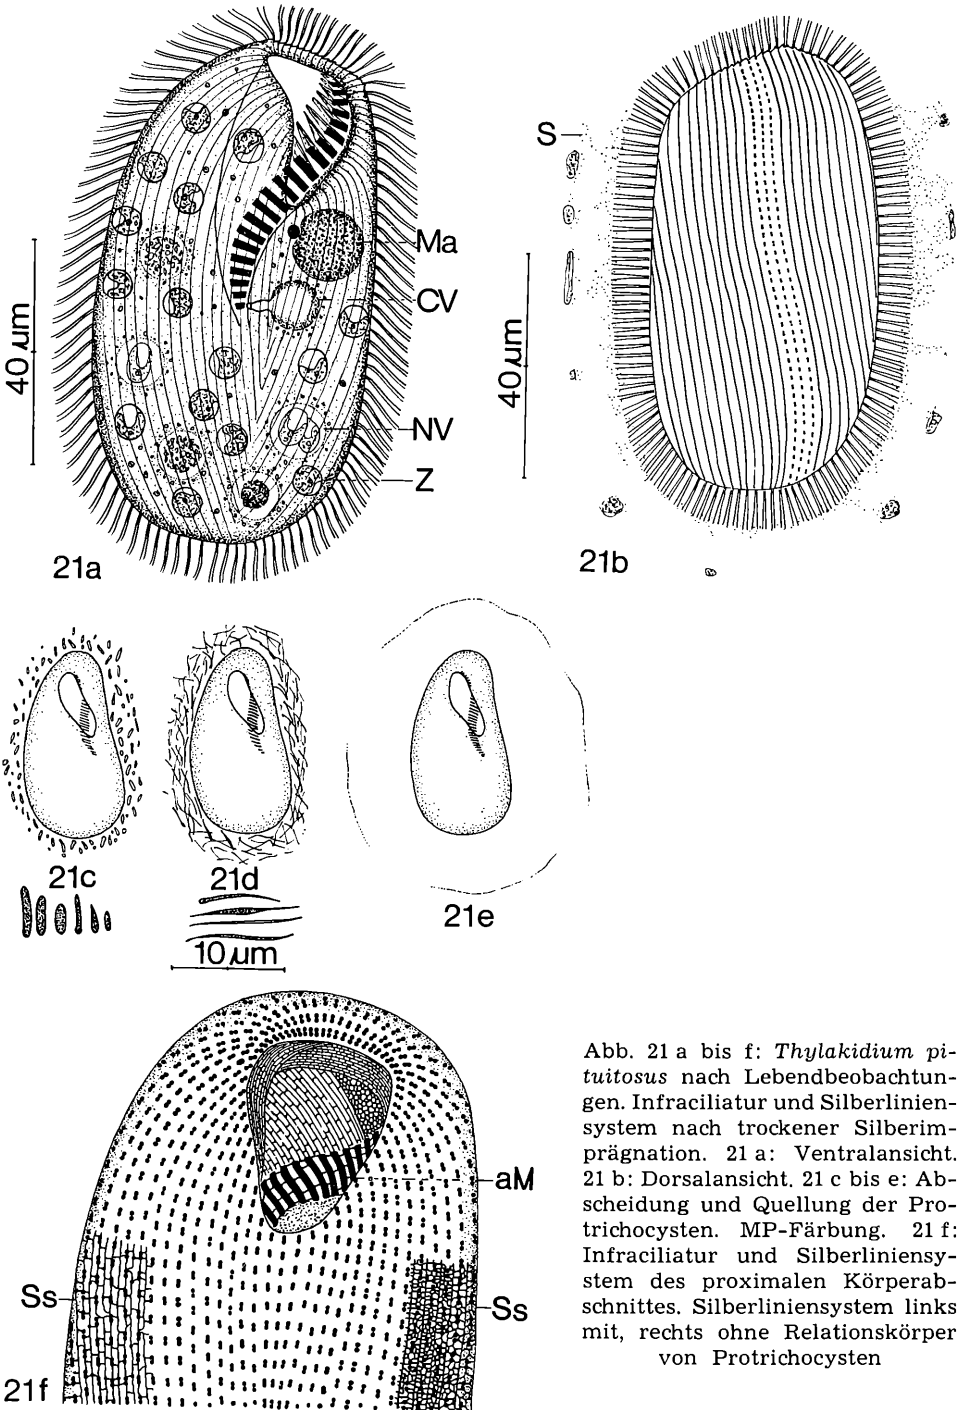 Ma
CV
NV
Z
40 µm
21a
S
40 µm
21b
21c
21d
10 µm
21e
aM
Ss
Ss
21f
Abb. 21 a bis f: Thylakidium pi-
tuitosus nach Lebendbeobachtun-
gen. Infraciliatur und Silberlinien-
system nach trockener Silberim-
prägnation. 21 a: Ventralansicht.
21 b: Dorsalansicht. 21 c bis e: Ab-
scheidung und Quellung der Pro-
trichocysten. MP-Färbung. 21 f:
Infraciliatur und Silberliniensy-
stem des proximalen Körperab-
schnittes. Silberliniensystem links
mit, rechts ohne Relationskörper
von Protrichocysten